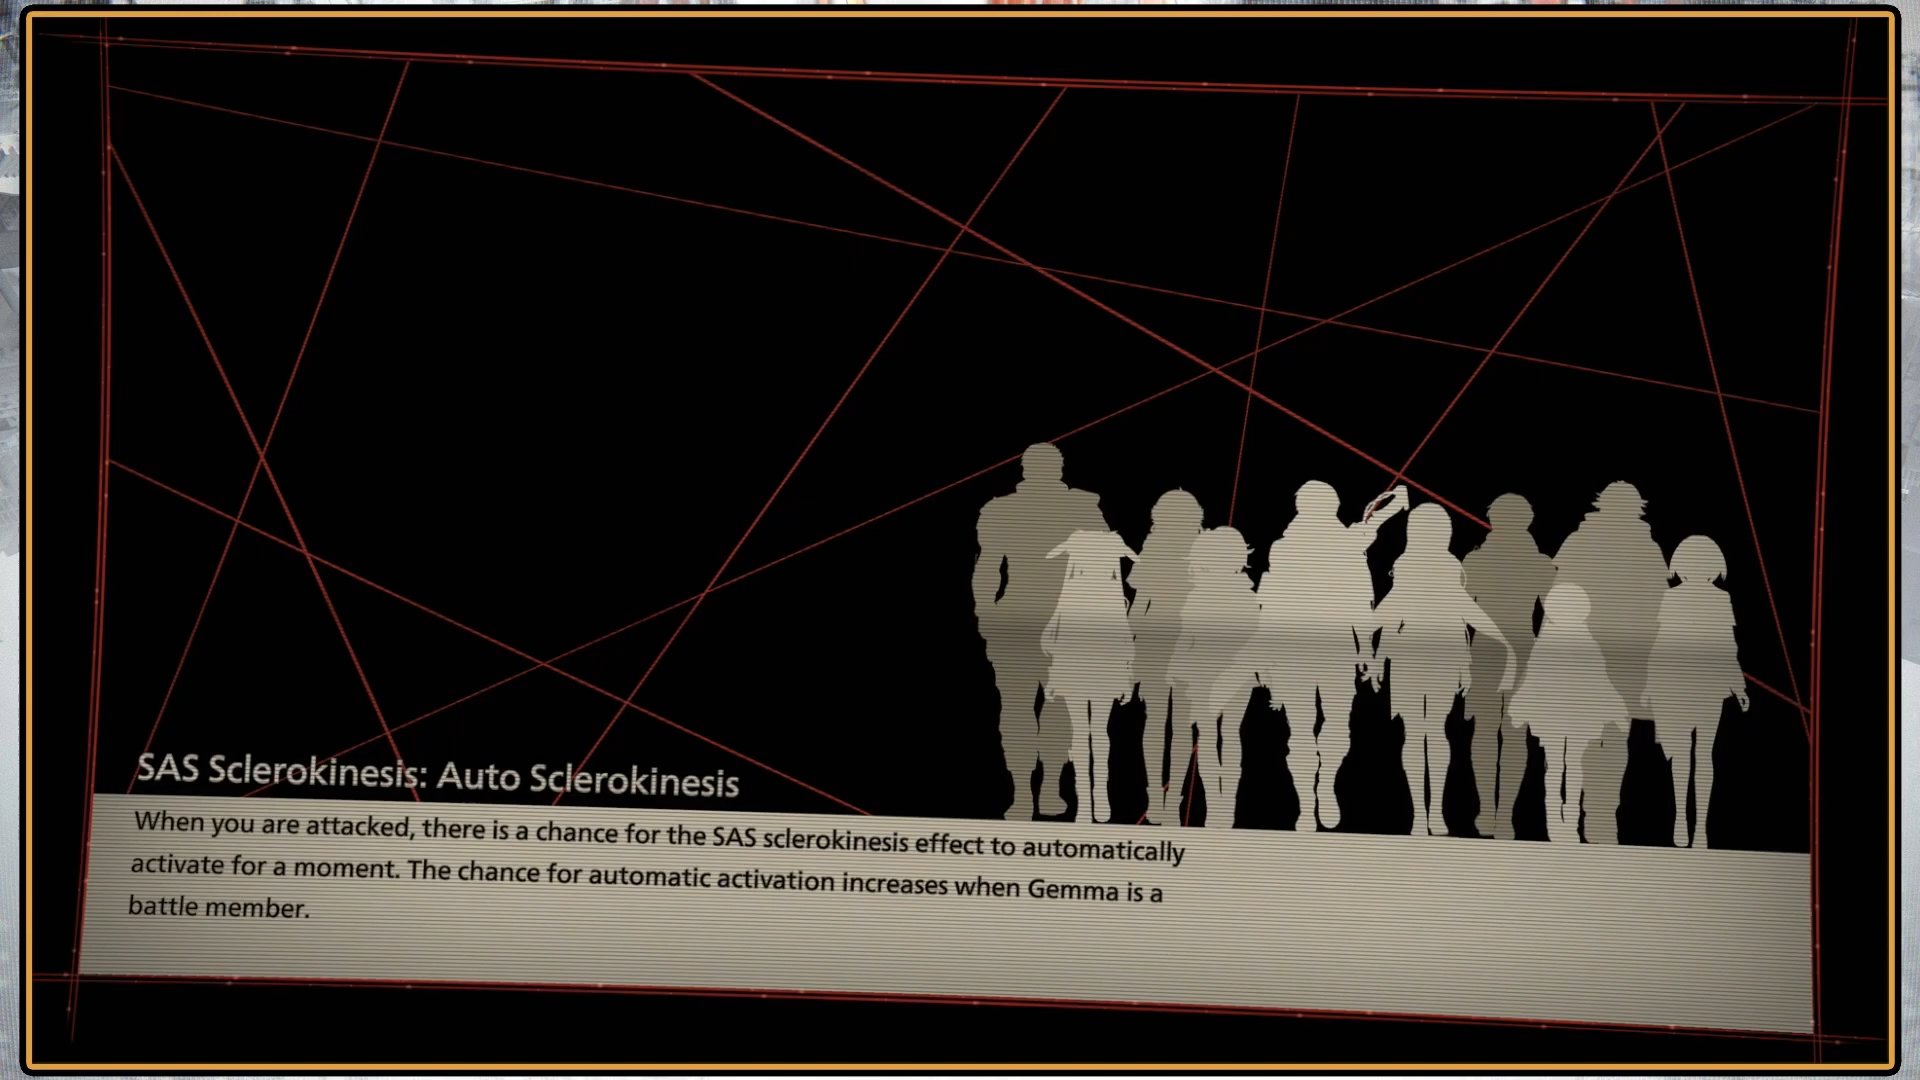 SAS Sclerokinesis: Auto Sclerokinesis
When you are attacked, there is a chance for the SAS sclerokinesis effect to automatically
activate for a moment. The chance for automatic activation increases when Gemma is a
battle member.